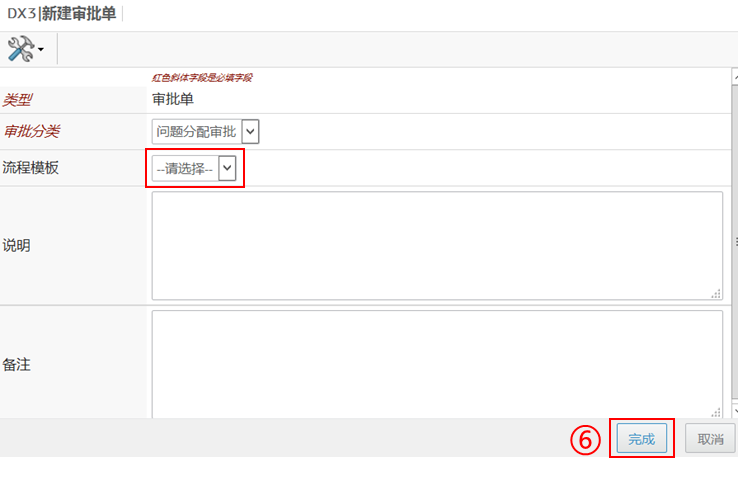 DX3|新建审批单
红色斜体字段是必填字段
类型 审批单
审批分类 问题分配审批
流程模板 --请选择--
说明
备注
⑥ 完成 取消